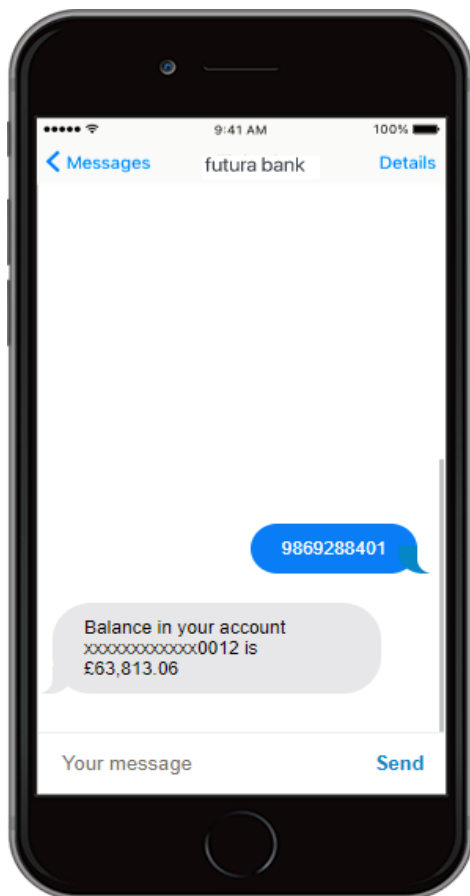 9:41 AM
100%
Messages
futura bank
Details
9869288401
Balance in your account
xxxxxxxxxxxx0012 is
£63,813.06
Your message
Send